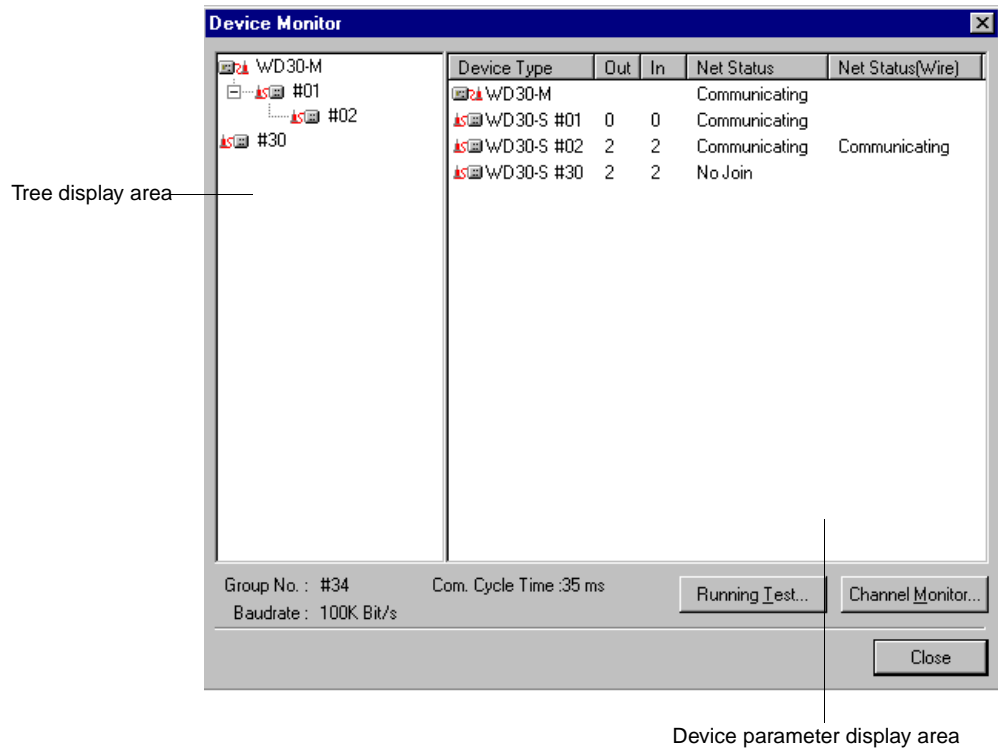 Device Monitor
WD30-M
#01
#02
#30
Device Type Out In Net Status Net Status(Wire)
WD30-M Communicating
WD30-S #01 0 0 Communicating
WD30-S #02 2 2 Communicating Communicating
WD30-S #30 2 2 No Join
Tree display area
Group No. : #34 Com. Cycle Time :35 ms
Baudrate : 100K Bit/s
Running Test... Channel Monitor...
Close
Device parameter display area